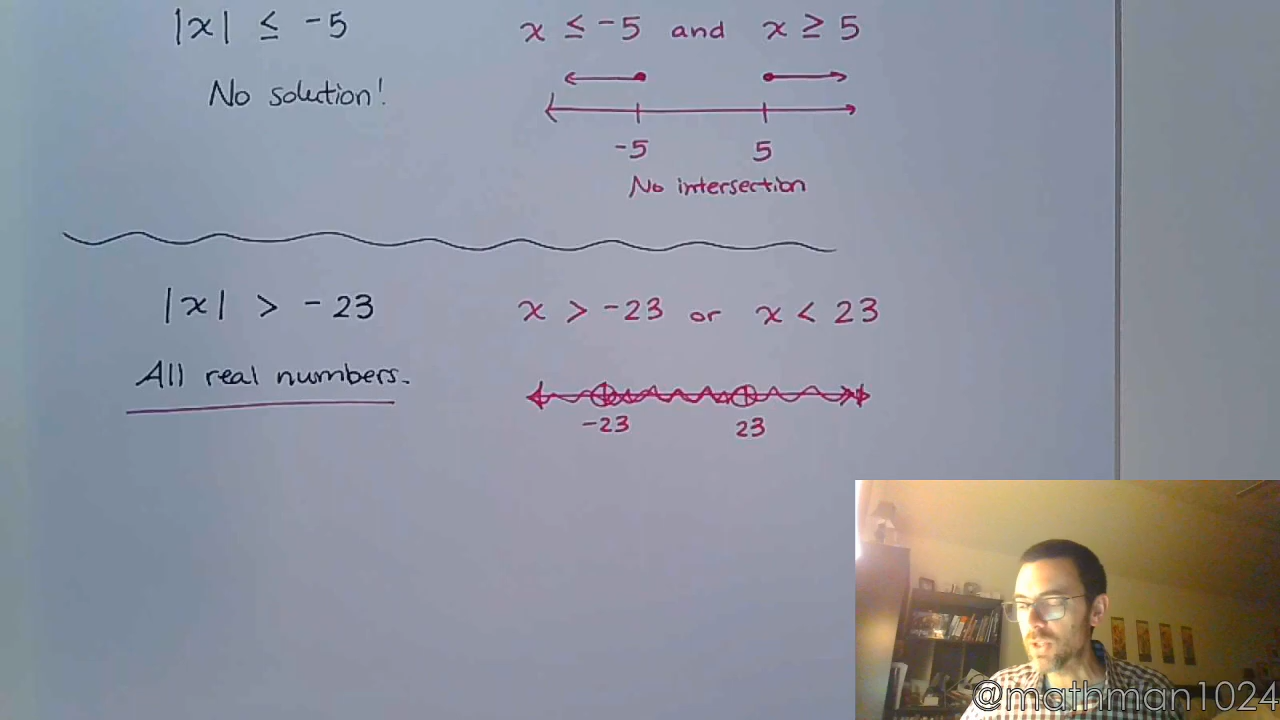 |x| ≤ -5
No solution!
x ≤ -5 and x ≥ 5
-5 5
No intersection
|x| > - 23
All real numbers.
x > -23 or x < 23
-23 23
@mathman1024